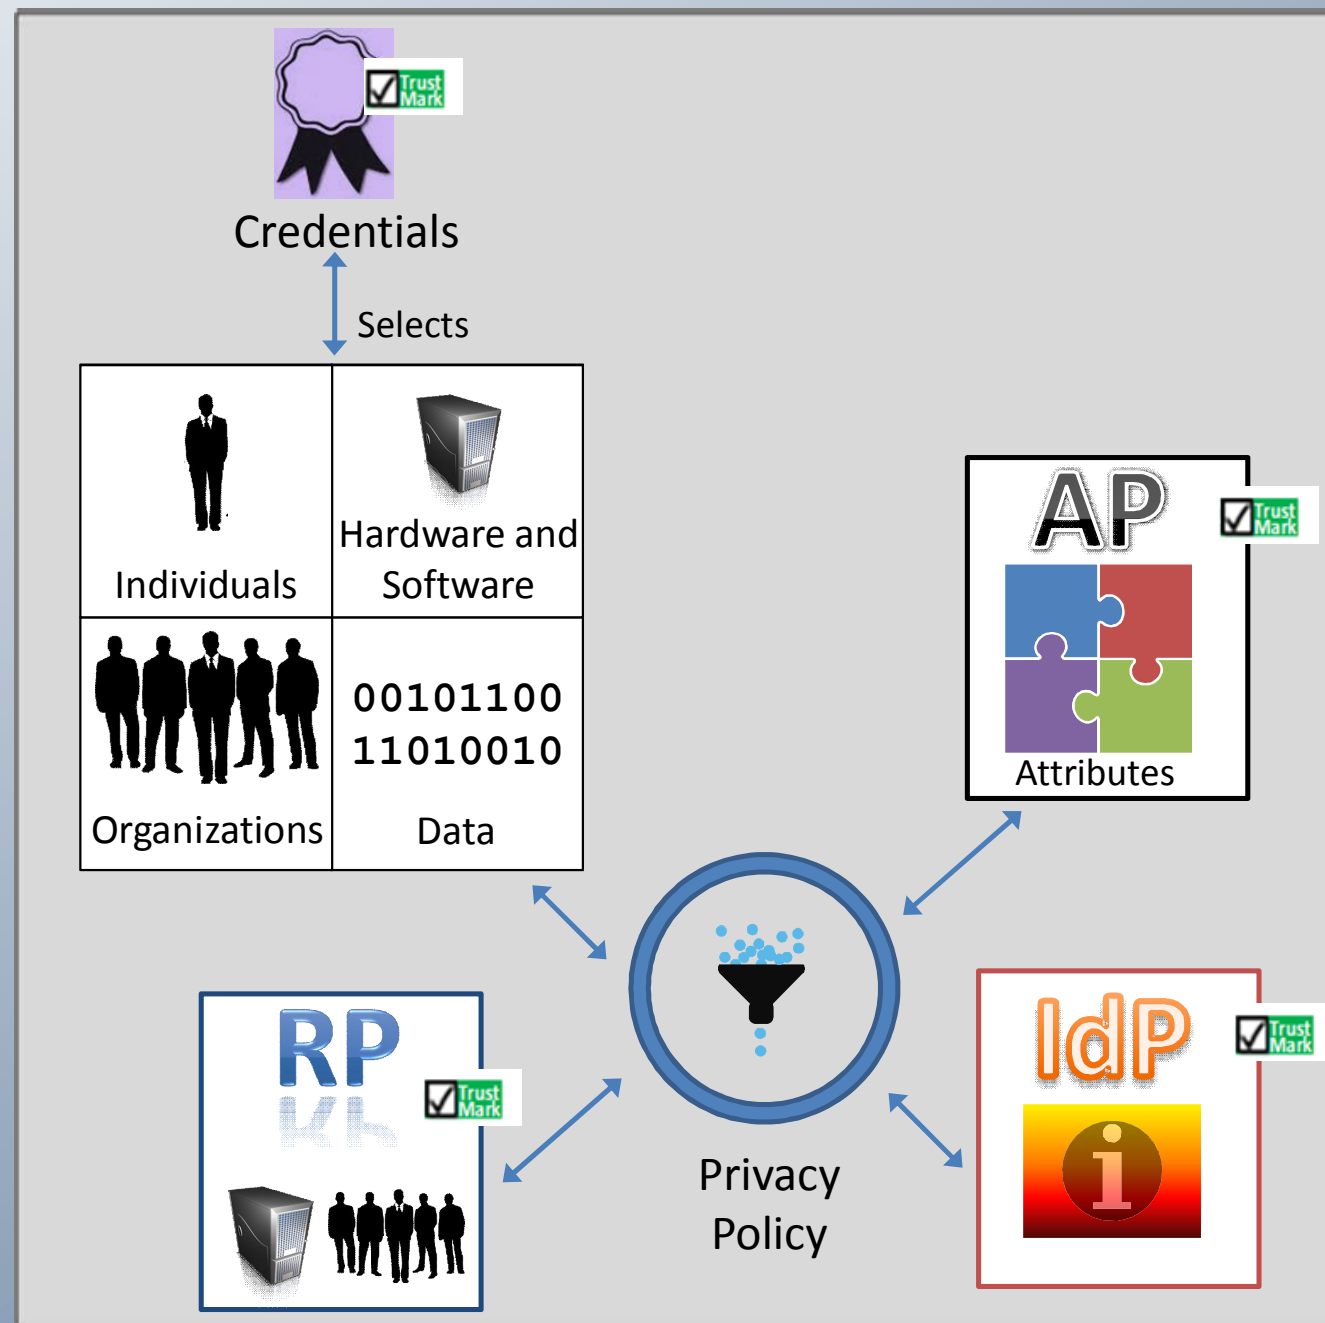 Trust
Mark
Credentials
Selects
Individuals
Hardware and
Software
Organizations
00101100
11010010
Data
AP
Trust
Mark
Attributes
RP
Trust
Mark
Privacy
Policy
IdP
Trust
Mark
i